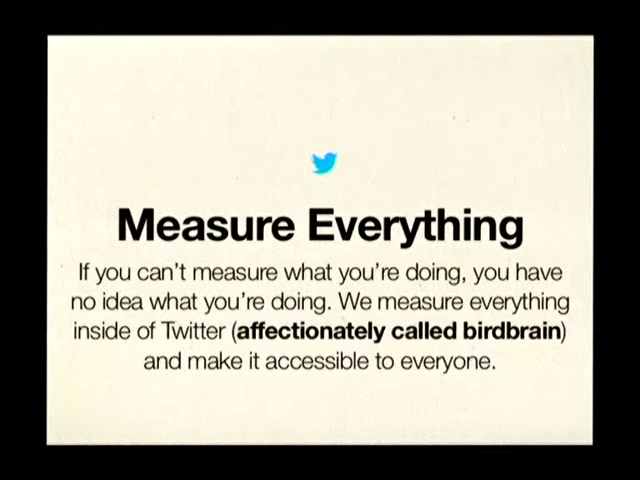 Measure Everything
If you can't measure what you're doing, you have
no idea what you're doing. We measure everything
inside of Twitter (affectionately called birdbrain)
and make it accessible to everyone.